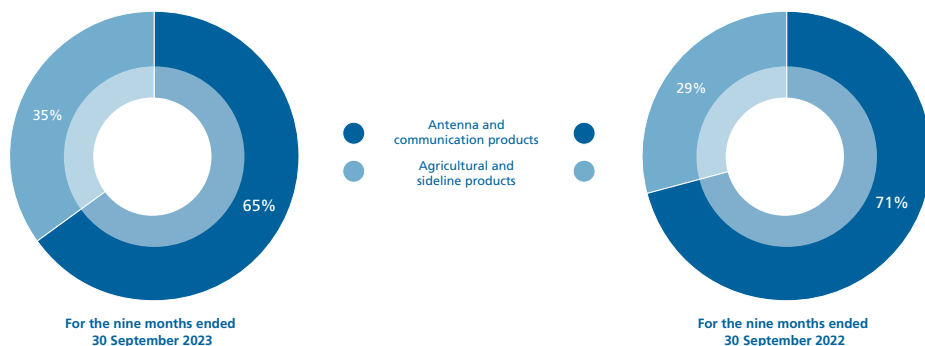 35%
65%
For the nine months ended
30 September 2023
Antenna and
communication products
Agricultural and
sideline products
29%
71%
For the nine months ended
30 September 2022